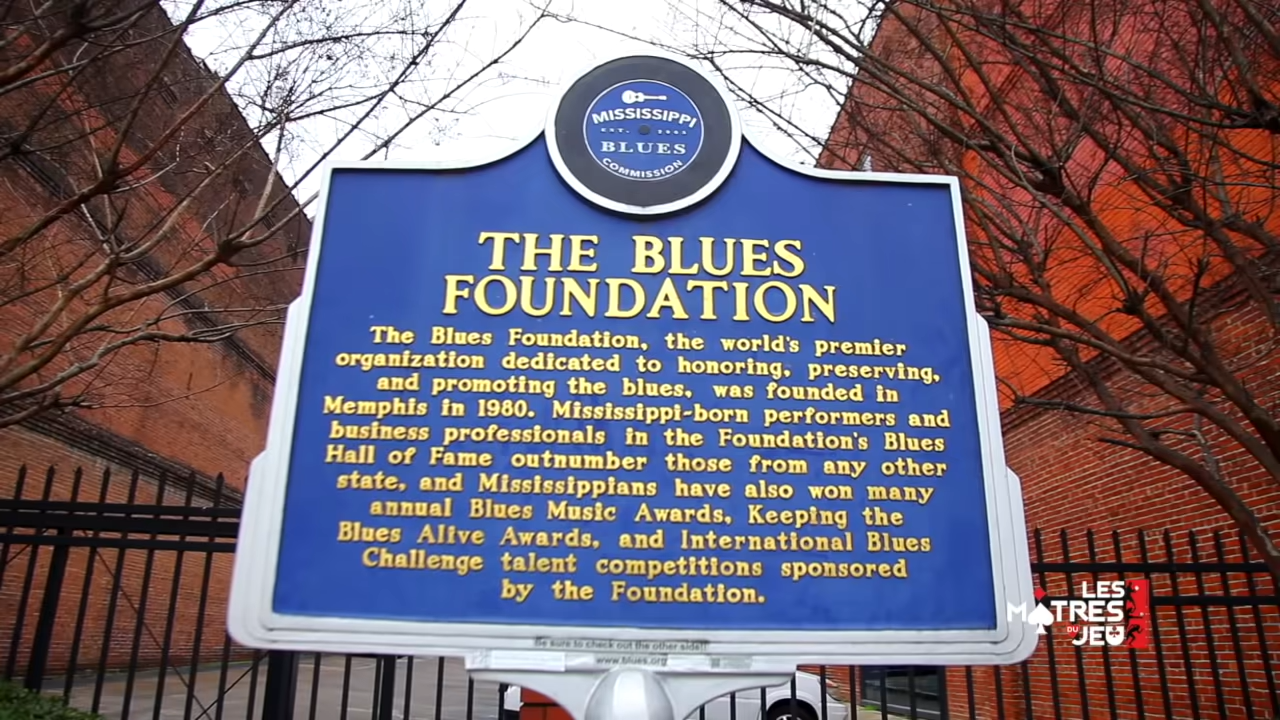 MISSISSIPPI
EST. 2003
BLUES
COMMISSION
THE BLUES
FOUNDATION
The Blues Foundation, the world's premier
organization dedicated to honoring, preserving,
and promoting the blues, was founded in
Memphis in 1980. Mississippi-born performers and
business professionals in the Foundation's Blues
Hall of Fame outnumber those from any other
state, and Mississippians have also won many
annual Blues Music Awards, Keeping the
Blues Alive Awards, and International Blues
Challenge talent competitions sponsored
by the Foundation.
Be sure to check out the other side!!
www.blues.org
LES
MAÎTRES
DU JEU